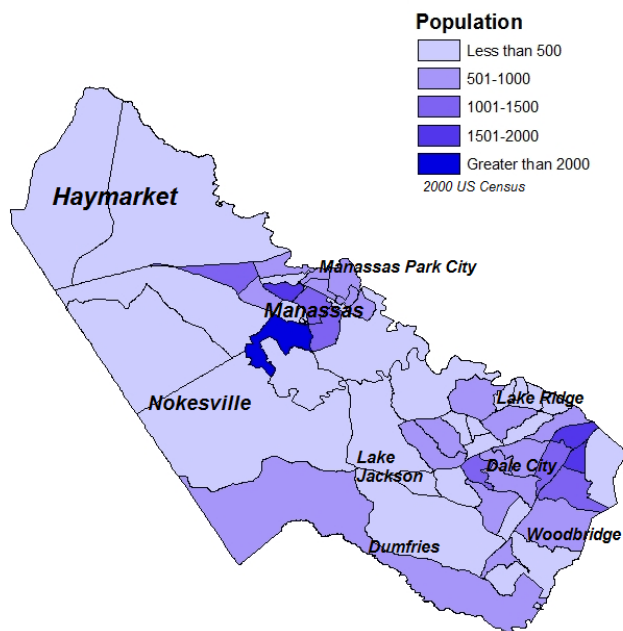 Population
Less than 500
501-1000
1001-1500
1501-2000
Greater than 2000
2000 US Census
Haymarket
Manassas Park City
Manassas
Nokesville
Lake Ridge
Lake
Jackson
Dale City
Woodbridge
Dumfries